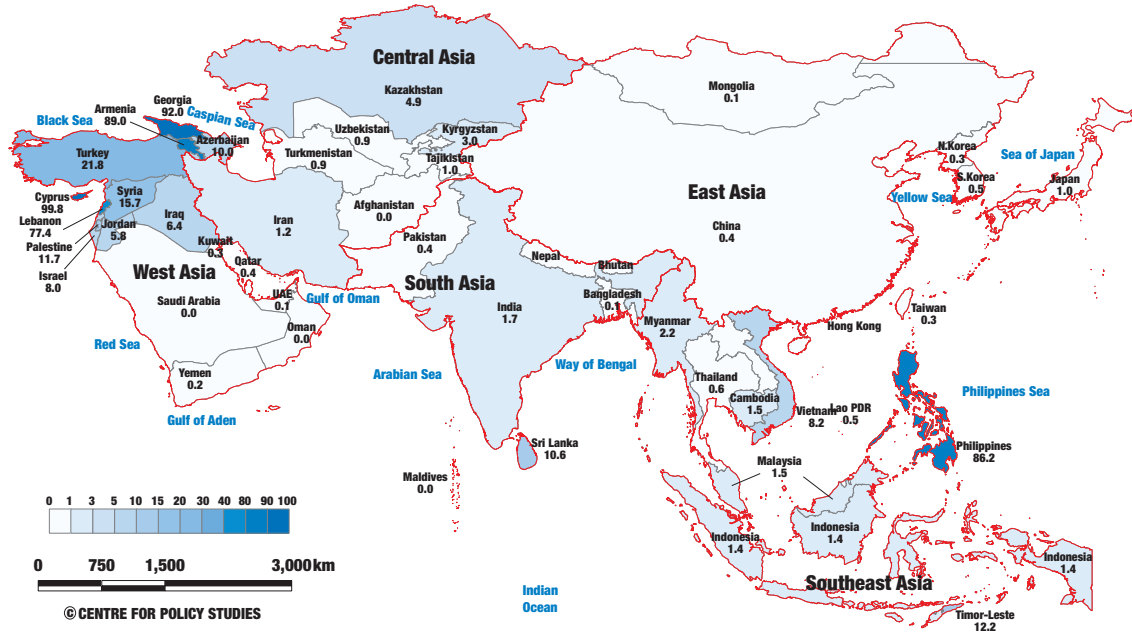 Central Asia
Kazakhstan
4.9
Mongolia
0.1
Georgia
92.0
Armenia
89.0
Black Sea
Caspian Sea
Azerbaijan
10.0
Uzbekistan
0.9
Kyrgyzstan
3.0
Turkmenistan
0.9
Tajikistan
1.0
N.Korea
0.3
Sea of Japan
S.Korea
0.5
Japan
1.0
Yellow Sea
Turkey
21.8
Cyprus
99.8
Syria
15.7
Lebanon
77.4
Iraq
6.4
Jordan
5.8
Palestine
11.7
Israel
8.0
Iran
1.2
Afghanistan
0.0
Pakistan
0.4
East Asia
China
0.4
Kuwait
0.3
Qatar
0.4
West Asia
Saudi Arabia
0.0
UAE
0.1
Gulf of Oman
Oman
0.0
South Asia
Nepal
Bhutan
Bangladesh
0.1
India
1.7
Myanmar
2.2
Hong Kong
Taiwan
0.3
Red Sea
Yemen
0.2
Gulf of Aden
Arabian Sea
Way of Bengal
Thailand
0.6
Cambodia
1.5
Vietnam
8.2
Lao PDR
0.5
Philippines Sea
Philippines
86.2
Sri Lanka
10.6
Maldives
0.0
Malaysia
1.5
Indonesia
1.4
Indonesia
1.4
Indonesia
1.4
Southeast Asia
Timor-Leste
12.2
Indian
Ocean
0 1 3 5 10 15 20 30 40 80 90 100
0 750 1,500 3,000 km
© CENTRE FOR POLICY STUDIES